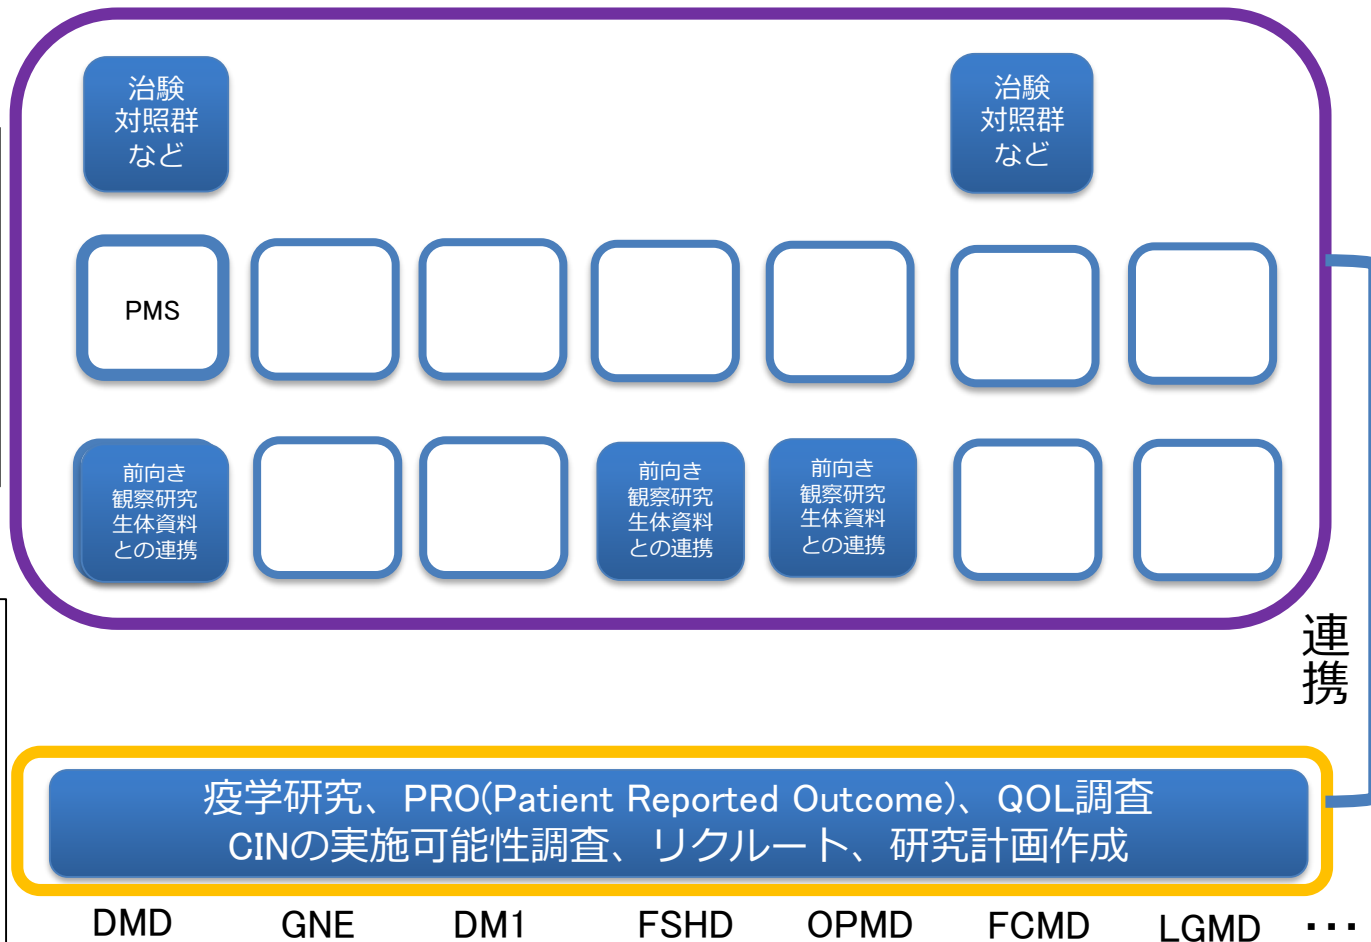 治験
対照群
など
治験
対照群
など
PMS
前向き
観察研究
生体資料
との連携
前向き
観察研究
生体資料
との連携
前向き
観察研究
生体資料
との連携
連携
疫学研究、PRO(Patient Reported Outcome)、QOL調査
CINの実施可能性調査、リクルート、研究計画作成
DMD GNE DM1 FSHD OPMD FCMD LGMD ・・・